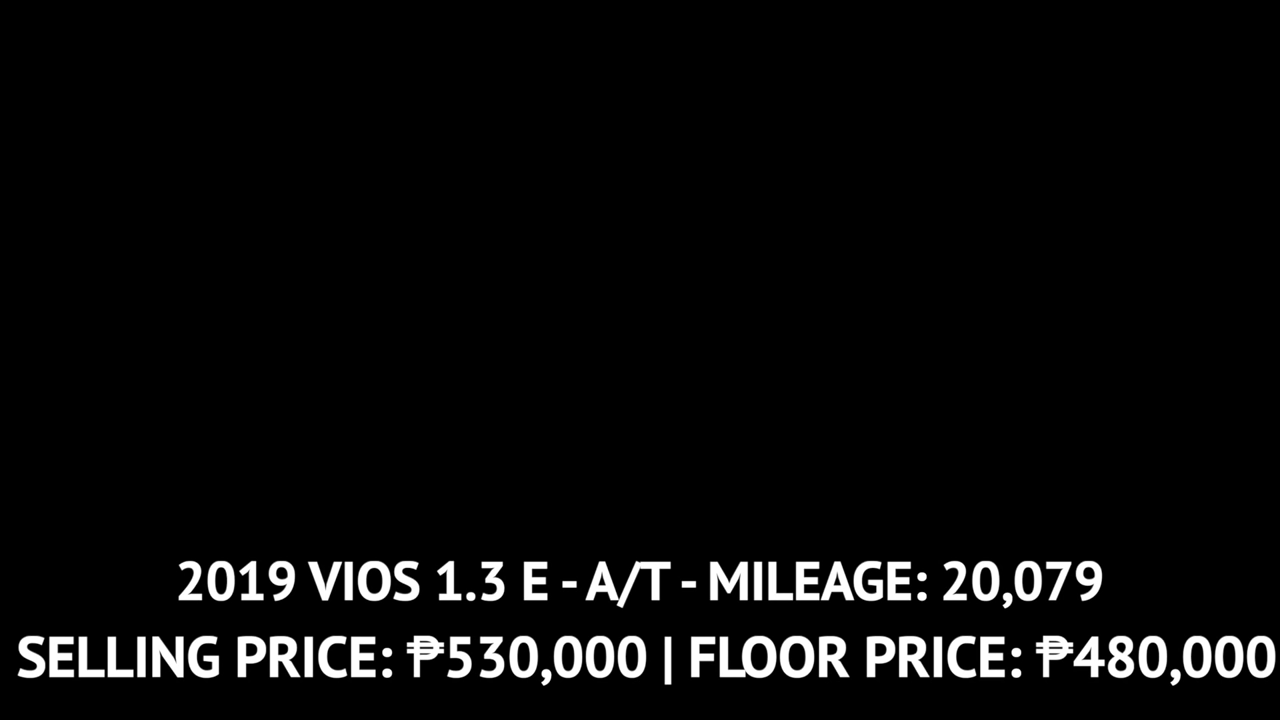 2019 VIOS 1.3 E - A/T - MILEAGE: 20,079
SELLING PRICE: ₱530,000 | FLOOR PRICE: ₱480,000